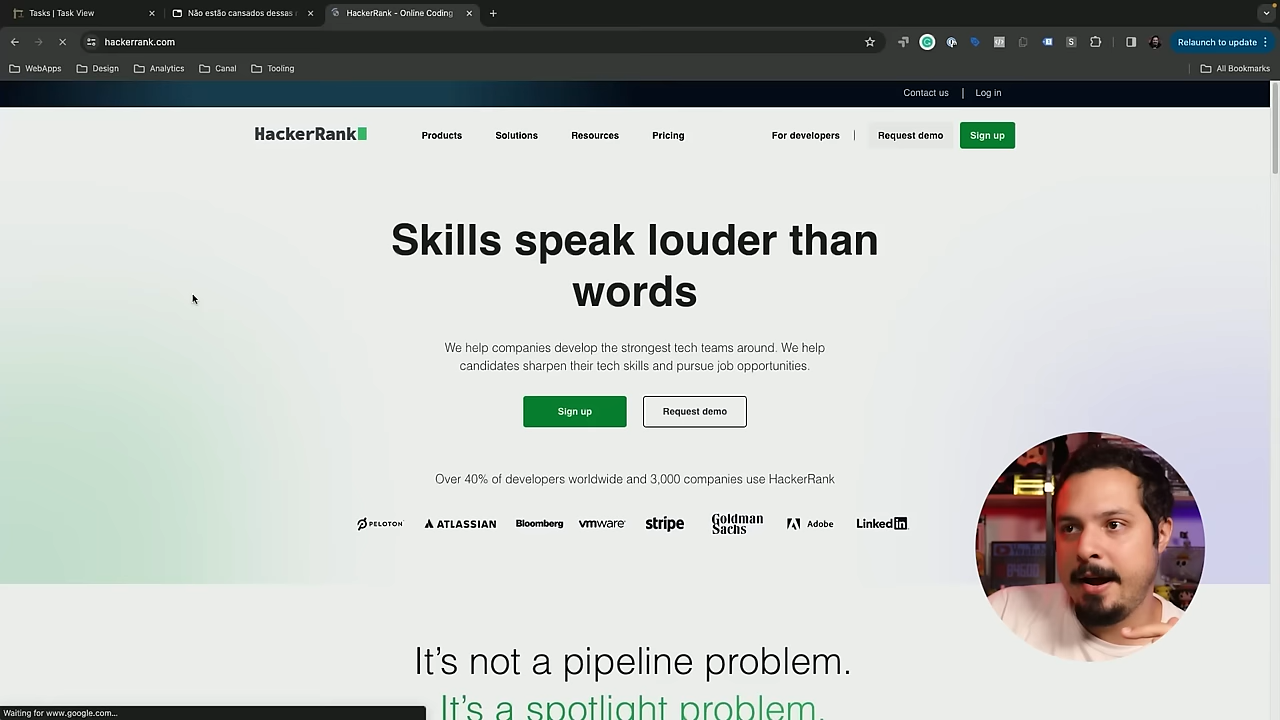 Tasks | Task View
Não estão cansados dessas
HackerRank - Online Coding
hackerrank.com
Relaunch to update
WebApps
Design
Analytics
Canal
Tooling
All Bookmarks
Contact us | Log in
HackerRank
Products
Solutions
Resources
Pricing
For developers
Request demo
Sign up
Skills speak louder than
words
We help companies develop the strongest tech teams around. We help
candidates sharpen their tech skills and pursue job opportunities.
Sign up
Request demo
Over 40% of developers worldwide and 3,000 companies use HackerRank
PELOTON
ATLASSIAN
Bloomberg
vmware
stripe
Goldman
Sachs
Adobe
LinkedIn
It's not a pipeline problem.
It's a spotlight problem.
Waiting for www.google.com...